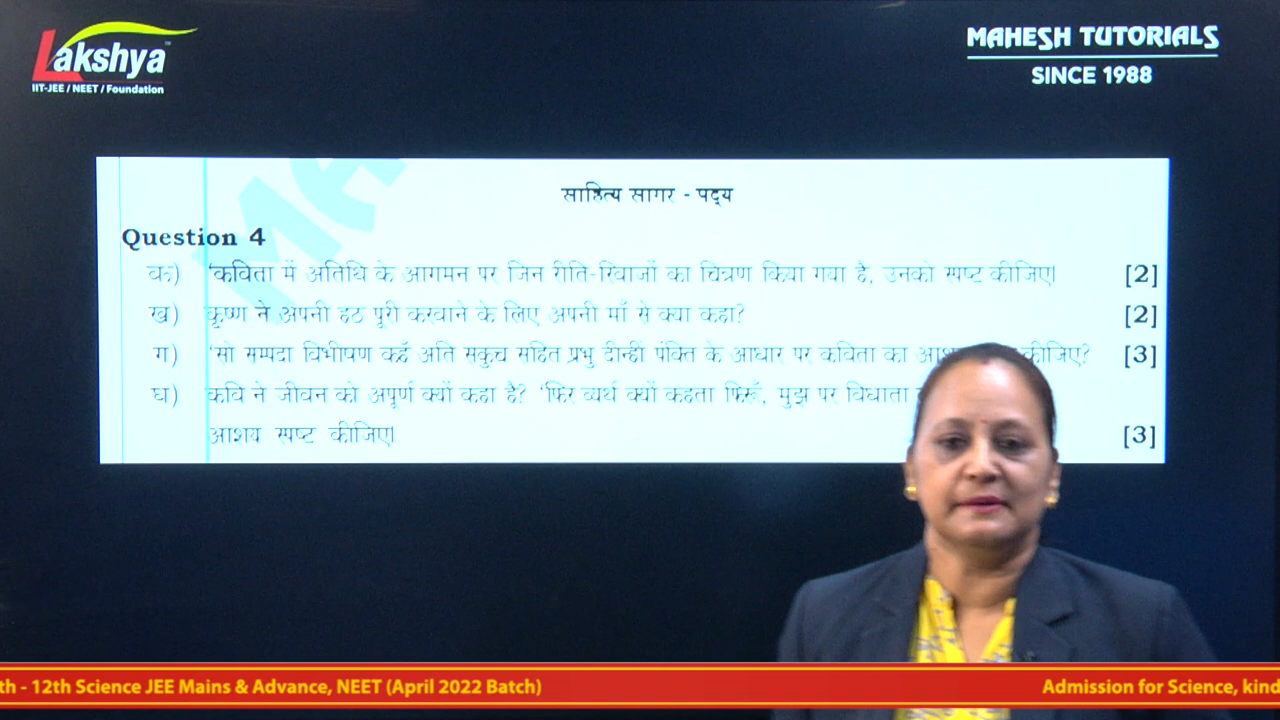 Lakshya
IIT-JEE / NEET / Foundation
MAHESH TUTORIALS
SINCE 1988
साहित्य सागर - पद्य
Question 4
क) 'कविता में अतिथि के आगमन पर जिन रीति-रिवाजों का चित्रण किया गया है, उनको स्पष्ट कीजिए। [2]
ख) कृष्ण ने अपनी हठ पूरी करवाने के लिए अपनी माँ से क्या कहा? [2]
ग) 'सो सम्पदा विभीषण कहँ अति सकुच सहित प्रभु दीन्हीं पंक्ति के आधार पर कविता का कीजिए? [3]
घ) कवि ने जीवन को अपूर्ण क्यों कहा है? 'फिर व्यर्थ क्यों कहता फिरूँ, मुझ पर विधाता
आशय स्पष्ट कीजिए। [3]
th - 12th Science JEE Mains & Advance, NEET (April 2022 Batch) Admission for Science, kind